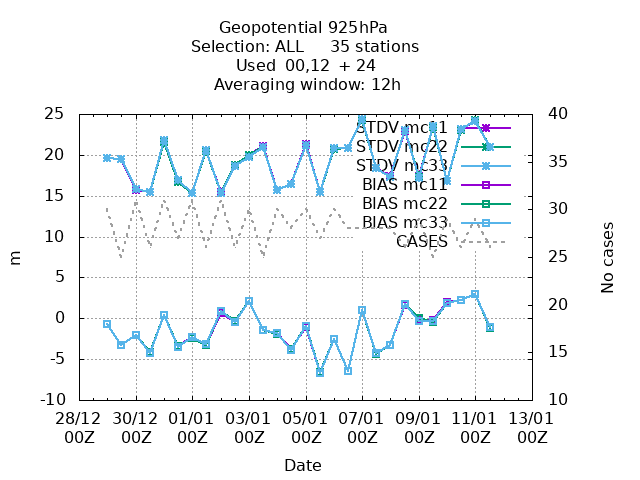 Geopotential 925hPa
Selection: ALL     35 stations
Used  00,12  + 24
Averaging window: 12h
25
20
15
10
5
0
-5
-10
m
40
35
30
25
20
15
10
No cases
STDV mc11
STDV mc22
STDV mc33
BIAS mc11
BIAS mc22
BIAS mc33
CASES
28/12 30/12 01/01 03/01 05/01 07/01 09/01 11/01 13/01
00Z 00Z 00Z 00Z 00Z 00Z 00Z 00Z 00Z
Date